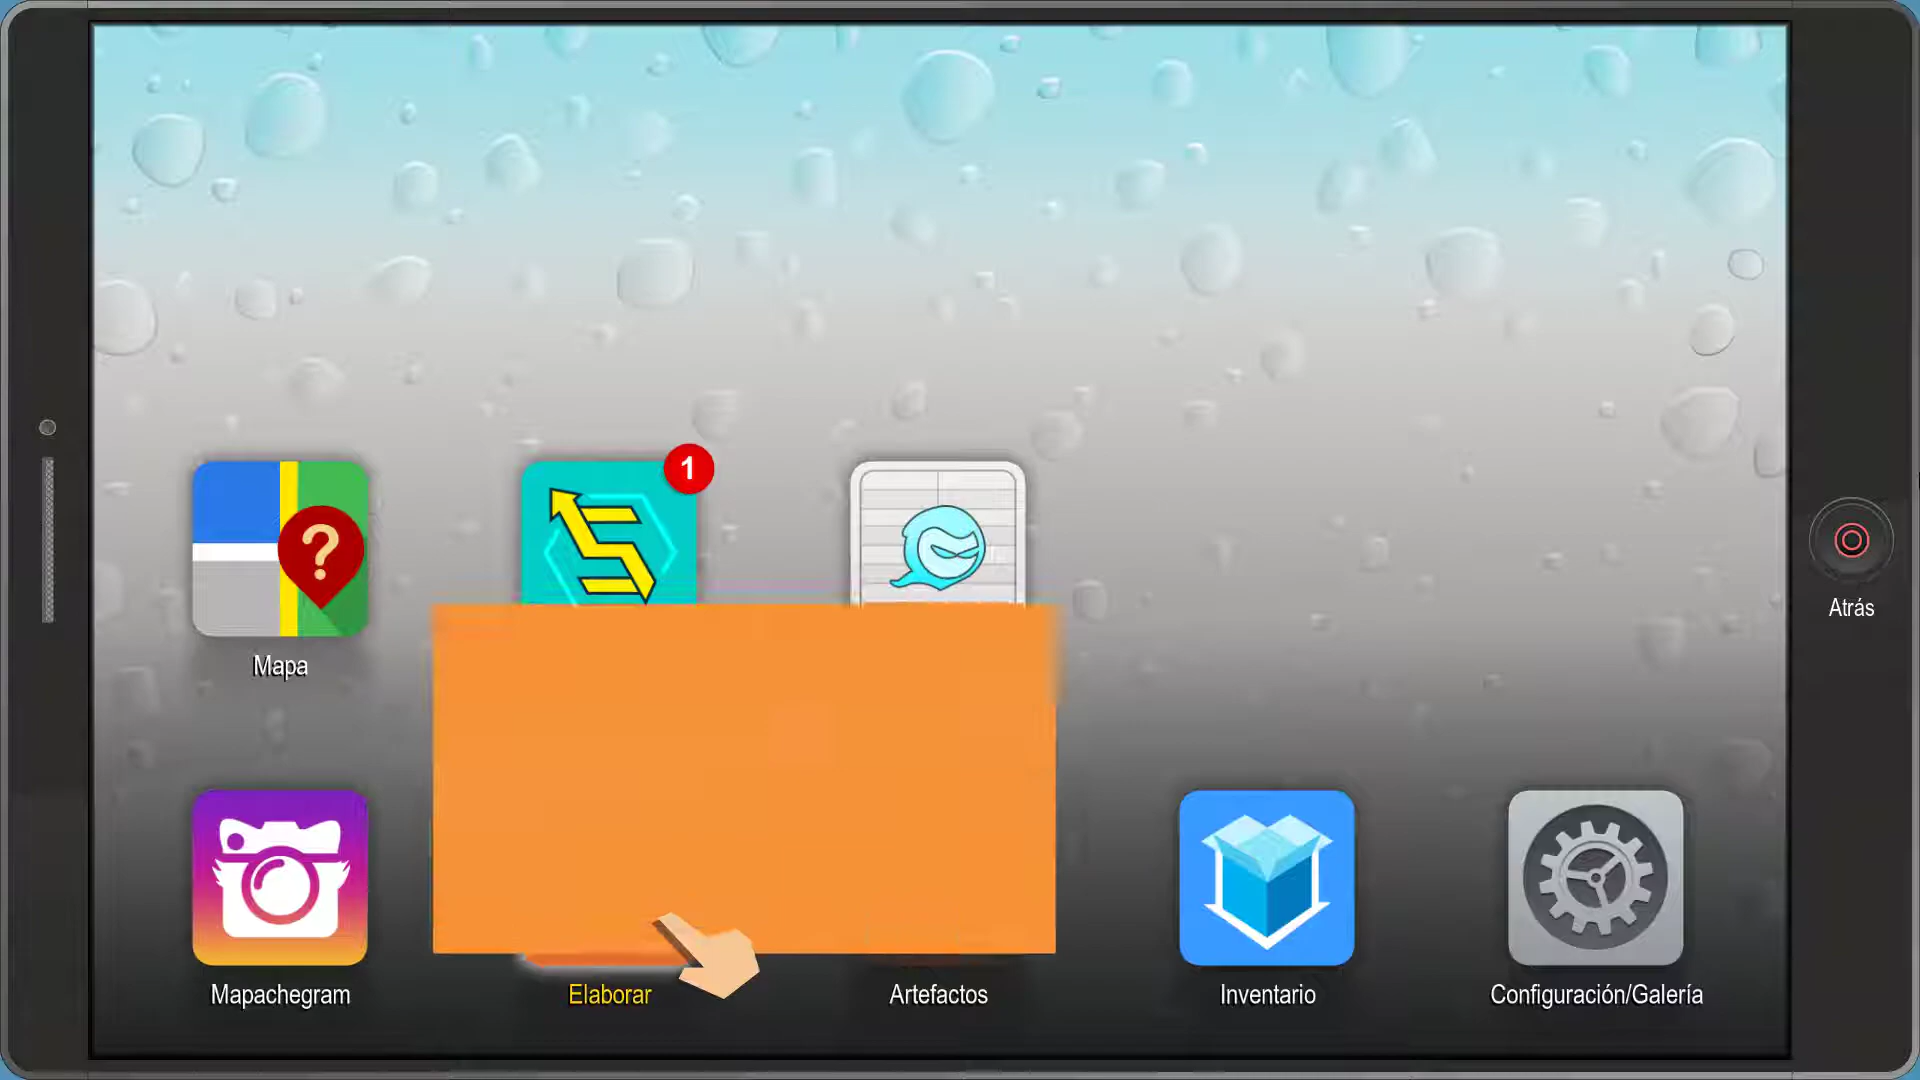 1
?
Mapa
Atrás
Mapachegram
Elaborar
Artefactos
Inventario
Configuración/Galería